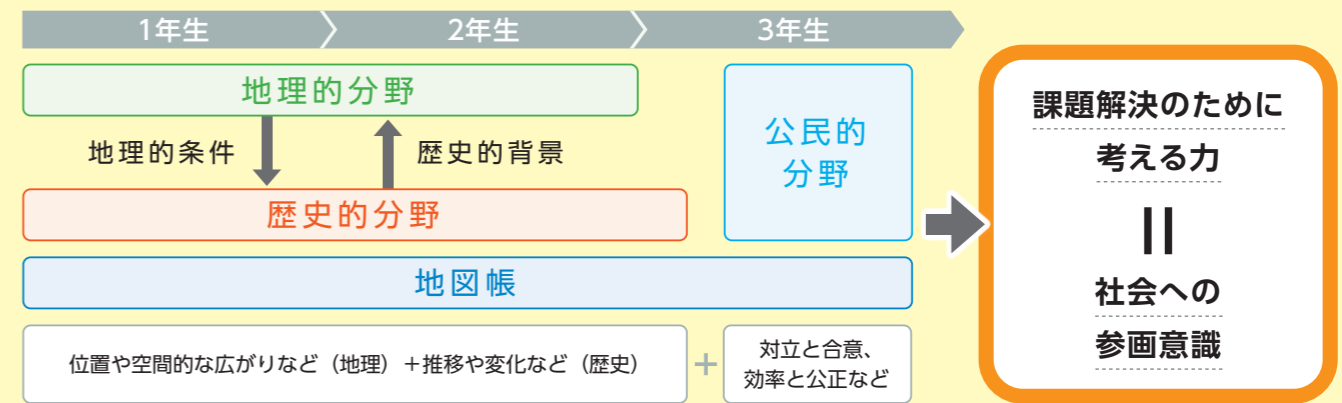 1年生
2年生
3年生
地理的分野
地理的条件
歴史的背景
歴史的分野
公民的
分野
地図帳
位置や空間的な広がりなど（地理）＋推移や変化など（歴史）
＋
対立と合意、
効率と公正など
課題解決のために
考える力
＝
社会への
参画意識